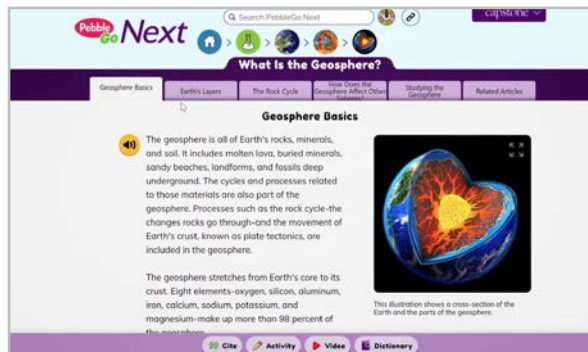 Search PebbleGo Next
capstone
Pebble Go Next
What Is the Geosphere?
Geosphere Basics
Earth's Layers
The Rock Cycle
How Does the
Geosphere Affect Other
Spheres?
Studying the
Geosphere
Related Articles
Geosphere Basics
The geosphere is all of Earth's rocks, minerals,
and soil. It includes molten lava, buried minerals,
sandy beaches, landforms, and fossils deep
underground. The cycles and processes related
to those materials are also part of the
geosphere. Processes such as the rock cycle-the
changes rocks go through-and the movement of
Earth's crust, known as plate tectonics, are
included in the geosphere.
The geosphere stretches from Earth's core to its
crust. Eight elements-oxygen, silicon, aluminum,
iron, calcium, sodium, potassium, and
magnesium-make up more than 98 percent of
the geosphere.
This illustration shows a cross-section of the
Earth and the parts of the geosphere.
Cite
Activity
Video
Dictionary